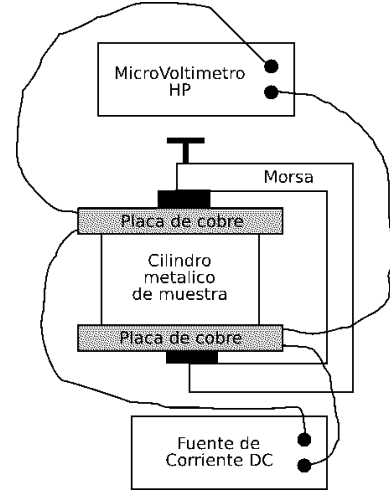 MicroVoltimetro
HP
Morsa
Placa de cobre
Cilindro
metalico
de muestra
Placa de cobre
Fuente de
Corriente DC